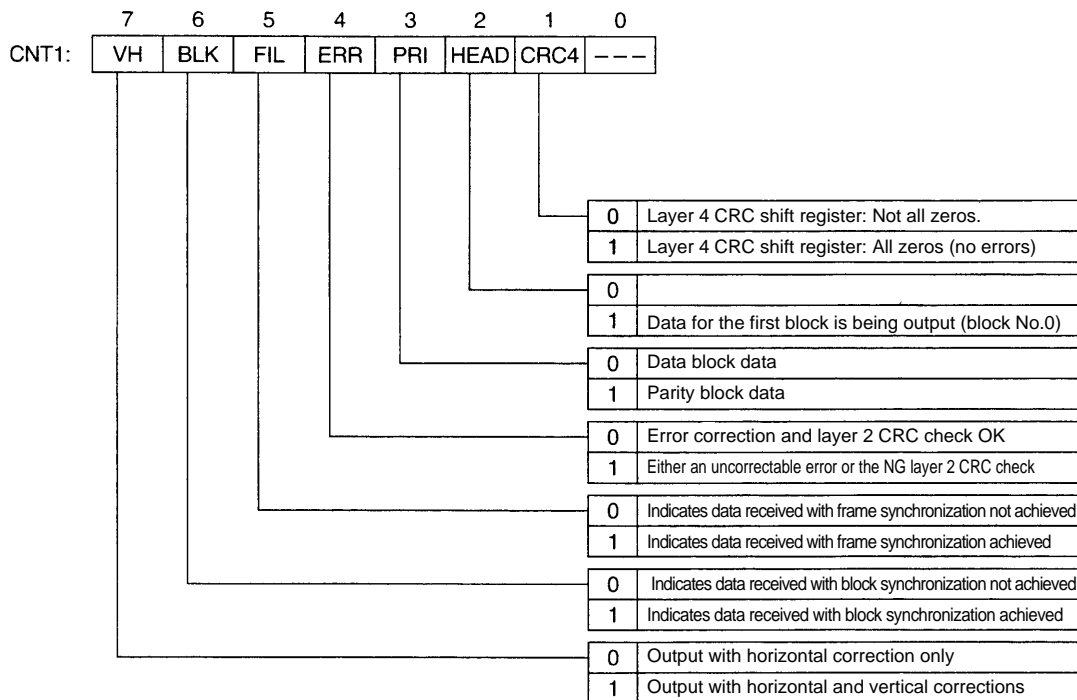 7 6 5 4 3 2 1 0
CNT1: VH BLK FIL ERR PRI HEAD CRC4 ---
0 Layer 4 CRC shift register: Not all zeros.
1 Layer 4 CRC shift register: All zeros (no errors)
0
1 Data for the first block is being output (block No.0)
0 Data block data
1 Parity block data
0 Error correction and layer 2 CRC check OK
1 Either an uncorrectable error or the NG layer 2 CRC check
0 Indicates data received with frame synchronization not achieved
1 Indicates data received with frame synchronization achieved
0 Indicates data received with block synchronization not achieved
1 Indicates data received with block synchronization achieved
0 Output with horizontal correction only
1 Output with horizontal and vertical corrections